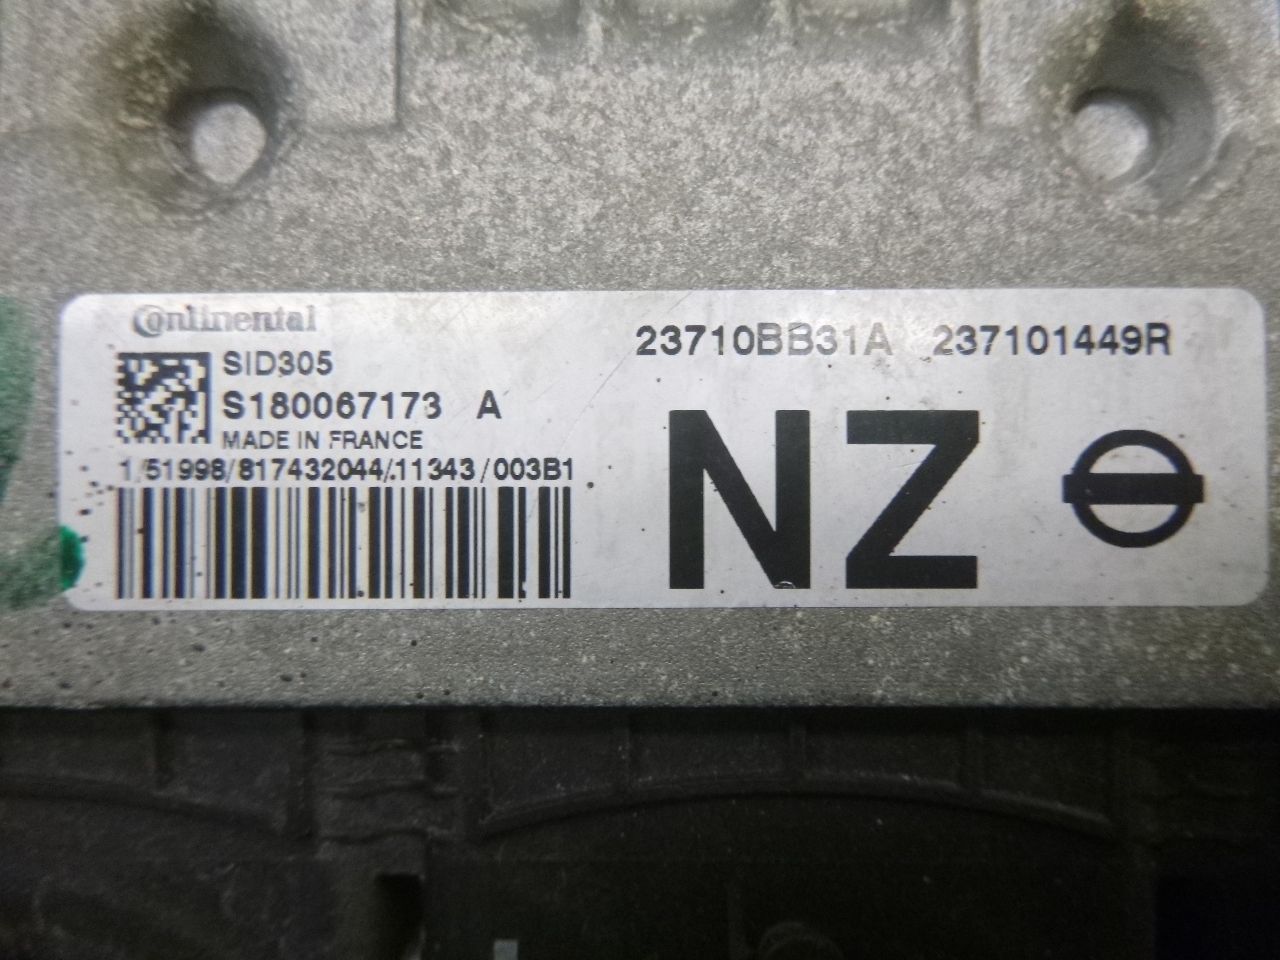 Continental
SID305
S180067173 A
MADE IN FRANCE
1/51998/817432044/.11343/003B1
23710BB31A 237101449R
NZ